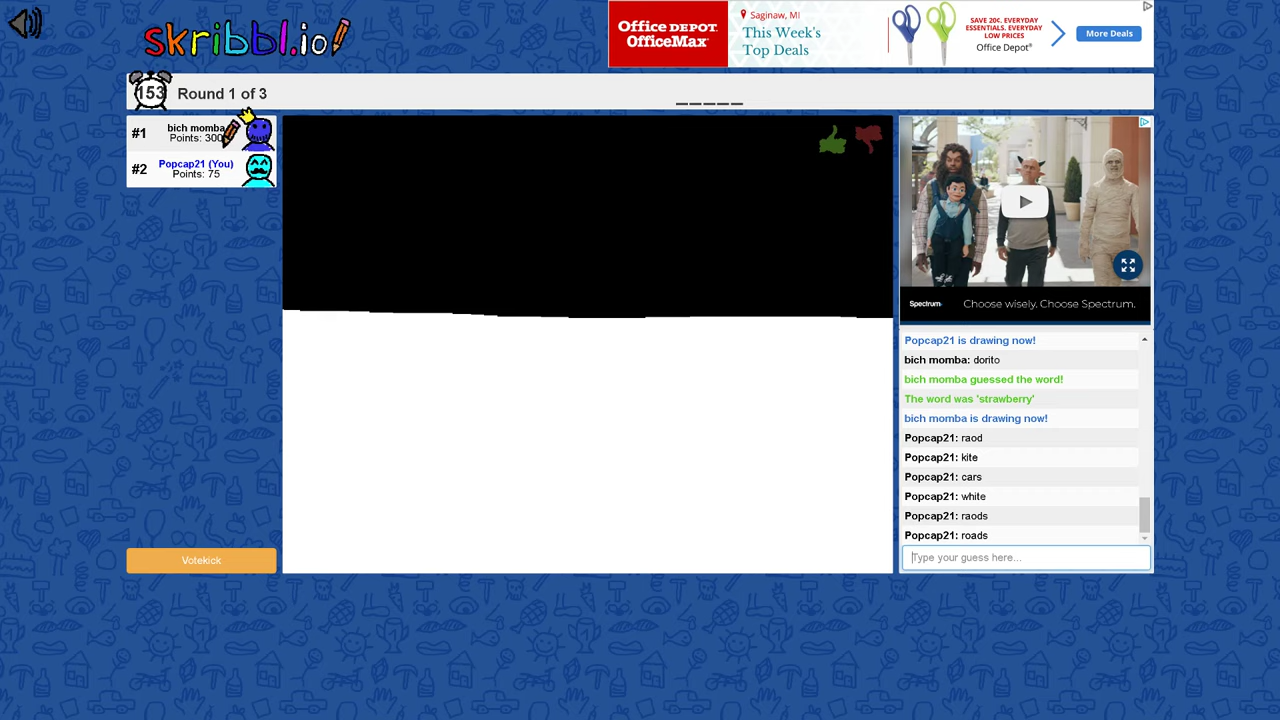 skribbl.io
Office DEPOT
OfficeMax
Saginaw, MI
This Week's
Top Deals
SAVE 20¢. EVERYDAY
ESSENTIALS. EVERYDAY
LOW PRICES
Office Depot®
More Deals
153
Round 1 of 3
_____
#1
bich momba
Points: 300
#2
Popcap21 (You)
Points: 75
Spectrum
Choose wisely. Choose Spectrum.
Popcap21 is drawing now!
bich momba: dorito
bich momba guessed the word!
The word was 'strawberry'
bich momba is drawing now!
Popcap21: raod
Popcap21: kite
Popcap21: cars
Popcap21: white
Popcap21: raods
Popcap21: roads
Type your guess here...
Votekick